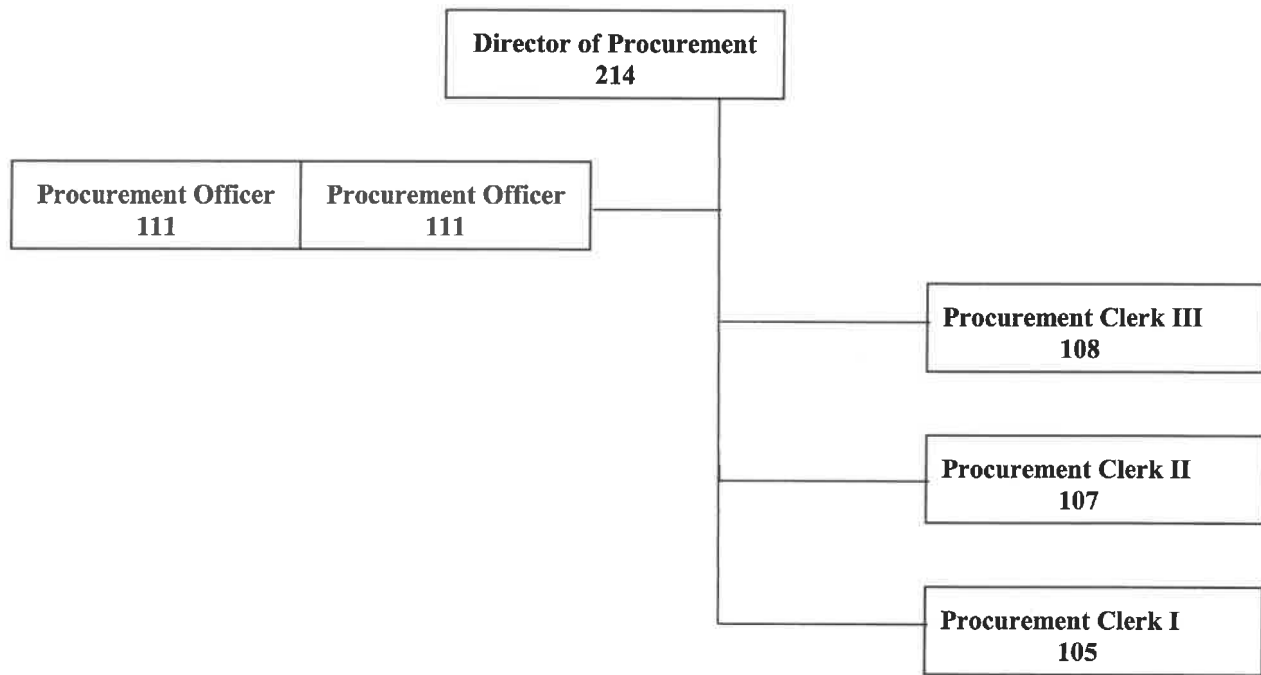 Director of Procurement
214
Procurement Officer
111
Procurement Officer
111
Procurement Clerk III
108
Procurement Clerk II
107
Procurement Clerk I
105